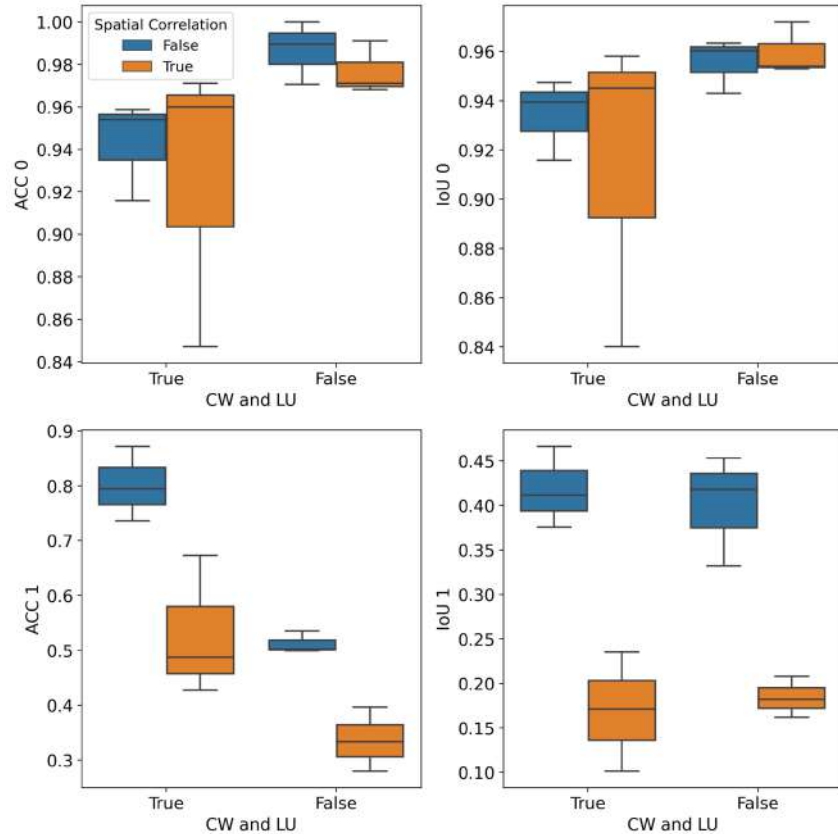 Spatial Correlation
False
True
ACC 0
1.00
0.98
0.96
0.94
0.92
0.90
0.88
0.86
0.84
True False
CW and LU
IoU 0
0.96
0.94
0.92
0.90
0.88
0.86
0.84
True False
CW and LU
ACC 1
0.9
0.8
0.7
0.6
0.5
0.4
0.3
True False
CW and LU
IoU 1
0.45
0.40
0.35
0.30
0.25
0.20
0.15
0.10
True False
CW and LU